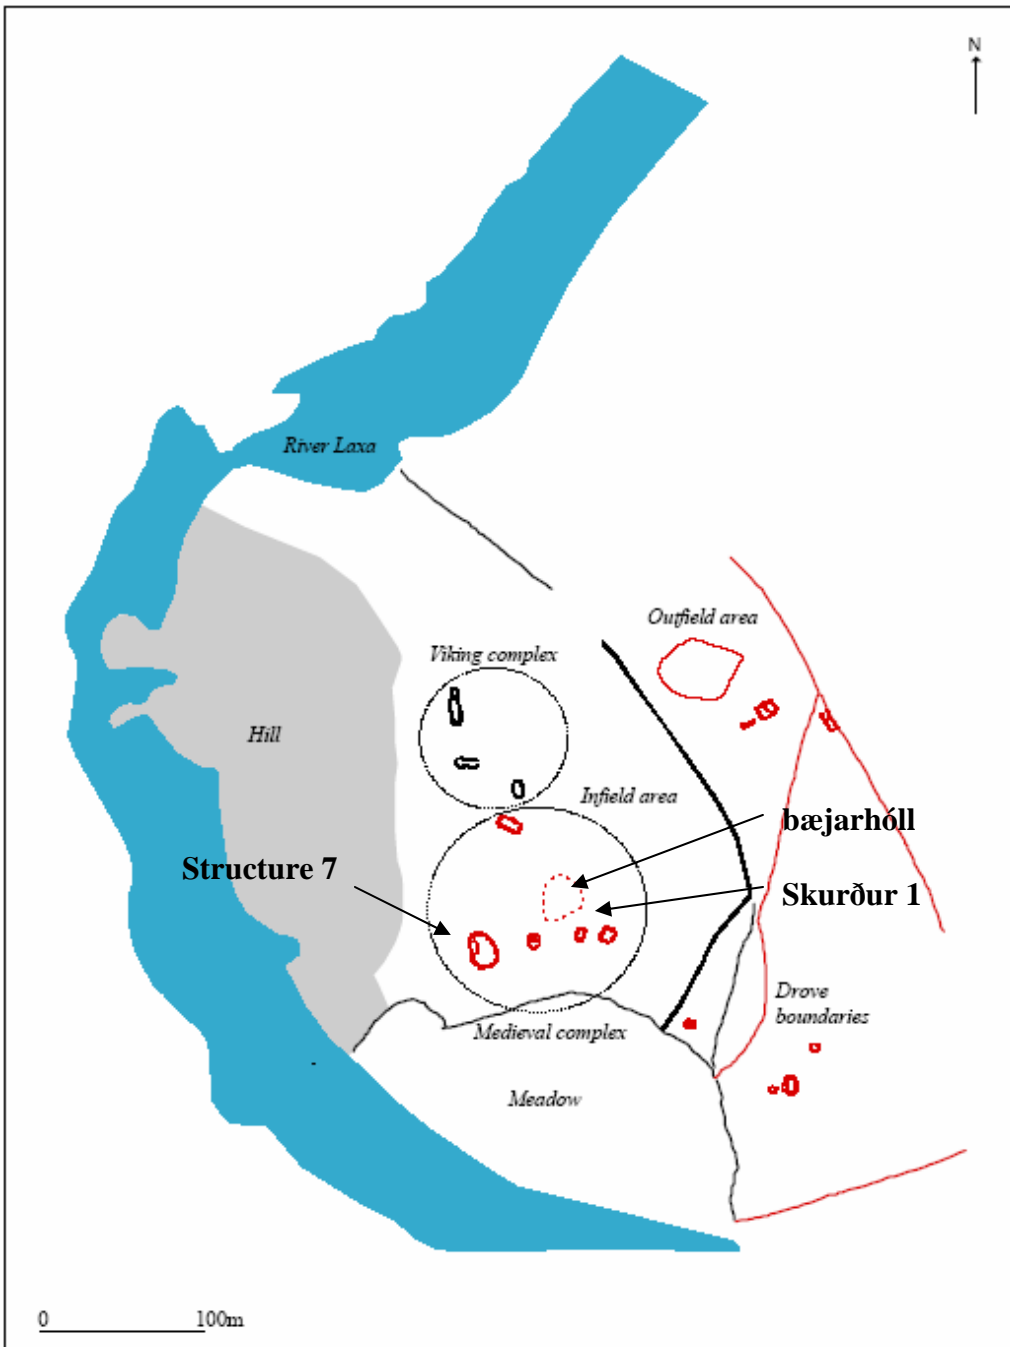 N
River Laxa
Outfield area
Viking complex
Hill
Infield area
bæjarhóll
Structure 7
Skurður 1
Drove
boundaries
Medieval complex
Meadow
0 100m